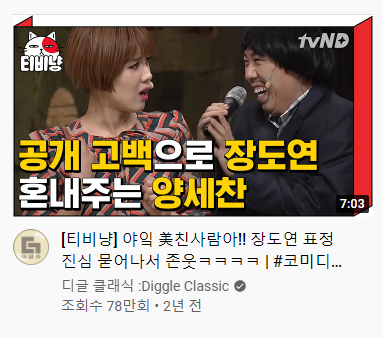 티비냥
tvND
공개 고백으로 장도연
혼내주는 양세찬
7:03
[티비냥] 야잌 美친사람아!! 장도연 표정
진심 묻어나서 존웃ㅋㅋㅋㅋ | #코미디...
디글 클래식 :Diggle Classic
조회수 78만회 • 2년 전